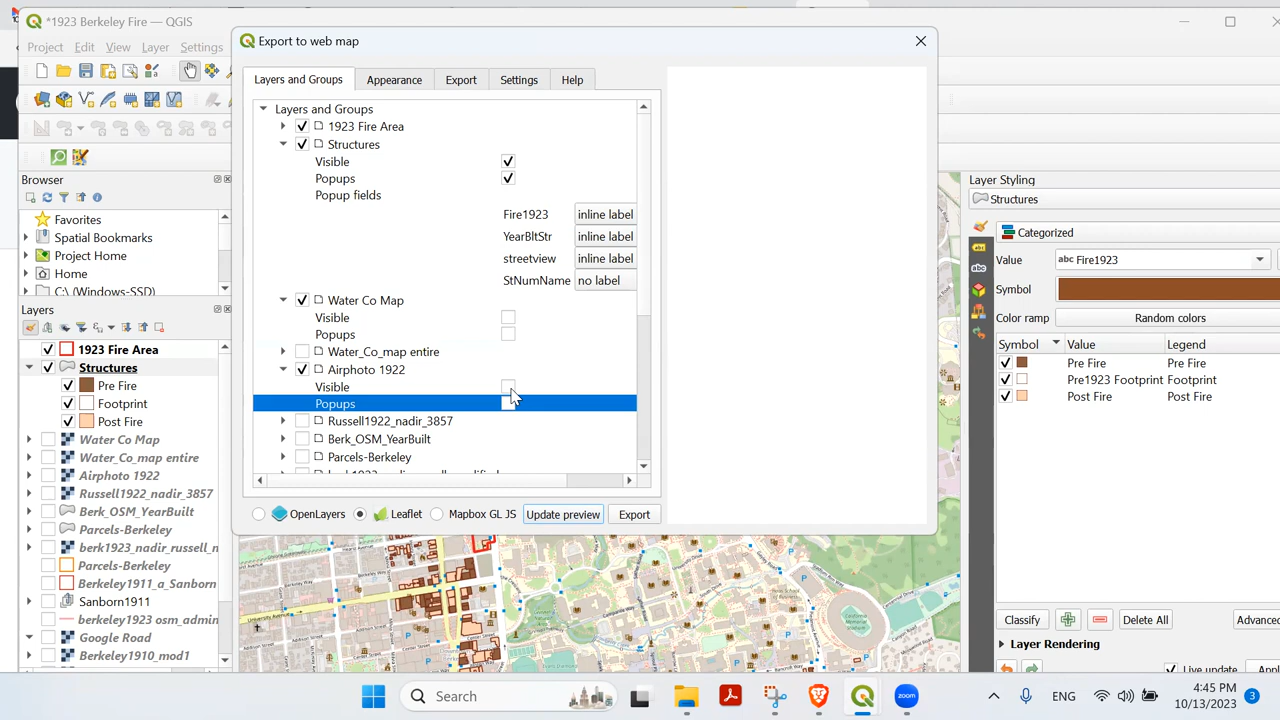 *1923 Berkeley Fire — QGIS
Project Edit View Layer Settings
Export to web map
Layers and Groups Appearance Export Settings Help
Layers and Groups
1923 Fire Area
Structures
Visible
Popups
Popup fields
Fire1923 inline label
YearBltStr inline label
streetview inline label
StNumName no label
Water Co Map
Visible
Popups
Water_Co_map entire
Airphoto 1922
Visible
Popups
Russell1922_nadir_3857
Berk_OSM_YearBuilt
Parcels-Berkeley
OpenLayers Leaflet Mapbox GL JS Update preview Export
Browser
Favorites
Spatial Bookmarks
Project Home
Home
C:\ (Windows-SSD)
Layers
1923 Fire Area
Structures
Pre Fire
Footprint
Post Fire
Water Co Map
Water_Co_map entire
Airphoto 1922
Russell1922_nadir_3857
Berk_OSM_YearBuilt
Parcels-Berkeley
berk1923_nadir_russell_n
Parcels-Berkeley
Berkeley1911_a_Sanborn
Sanborn1911
berkeley1923 osm_admin
Google Road
Berkeley1910_mod1
Layer Styling
Structures
Categorized
Value abc Fire1923
Symbol
Color ramp Random colors
Symbol Value Legend
Pre Fire Pre Fire
Pre1923 Footprint Footprint
Post Fire Post Fire
Classify Delete All Advanced
Layer Rendering
Live update
Search
zoom
ENG
4:45 PM
10/13/2023
3